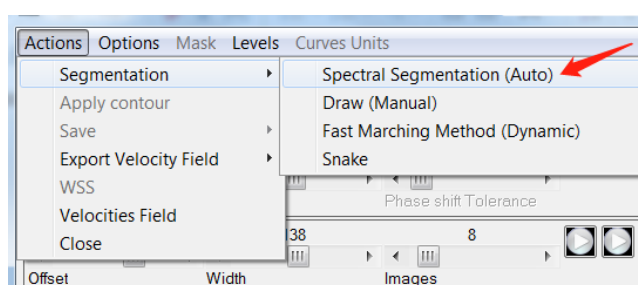 Actions Options Mask Levels Curves Units
Segmentation
Spectral Segmentation (Auto)
Apply contour
Draw (Manual)
Save
Fast Marching Method (Dynamic)
Export Velocity Field
Snake
WSS
Phase shift Tolerance
Velocities Field
Close
138
8
Offset
Width
Images